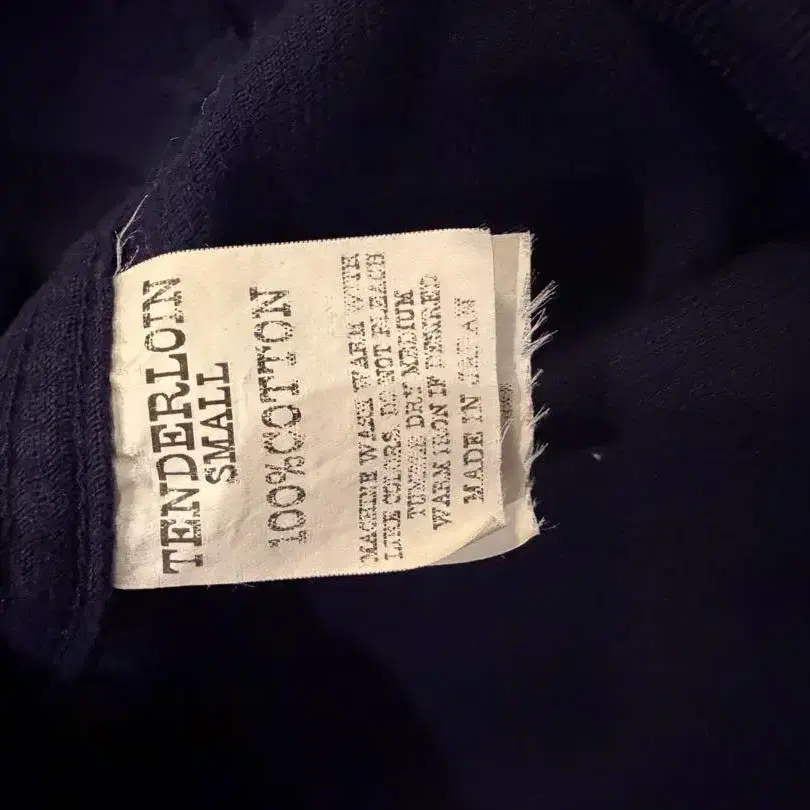 TENDERLOIN
SMALL
100%COTTON
MACHINE WASH WARM WITH
LIKE COLORS. DO NOT BLEACH
TUMBLE DRY MEDIUM
WARM IRON IF DESIRED
MADE IN JAPAN